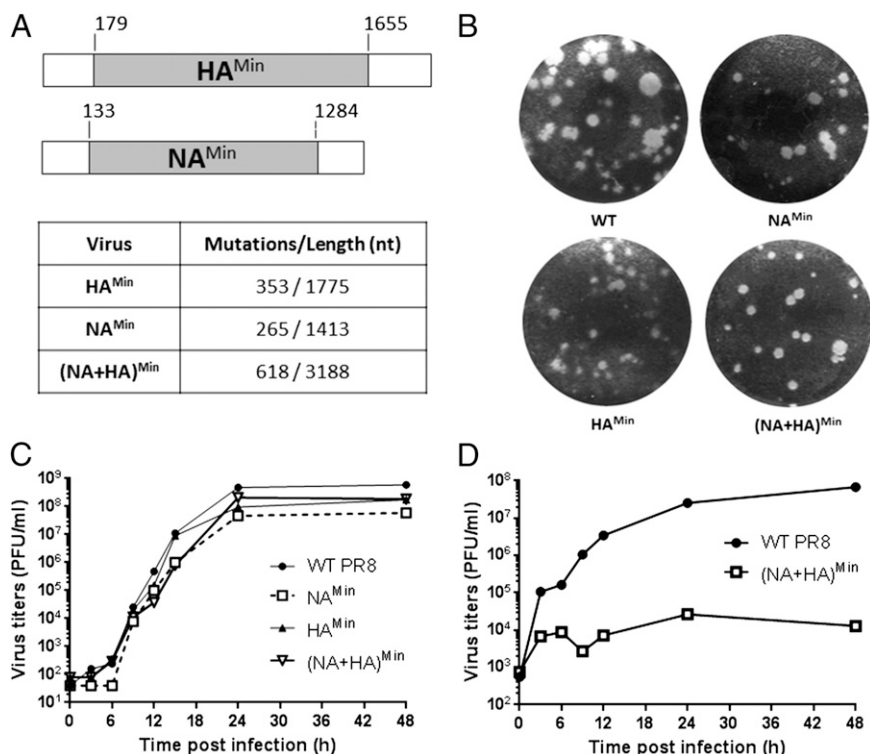 A
179 1655
HA^Min
133 1284
NA^Min
Virus Mutations/Length (nt)
HA^Min 353 / 1775
NA^Min 265 / 1413
(NA+HA)^Min 618 / 3188
B
WT NA^Min
HA^Min (NA+HA)^Min
C
Virus titers (PFU/ml)
10^9
10^8
10^7
10^6
10^5
10^4
10^3
10^2
10^1
WT PR8
NA^Min
HA^Min
(NA+HA)^Min
0 6 12 18 24 30 36 42 48
Time post infection (h)
D
Virus titers (PFU/ml)
10^8
10^7
10^6
10^5
10^4
10^3
10^2
WT PR8
(NA+HA)^Min
0 6 12 18 24 30 36 42 48
Time post infection (h)